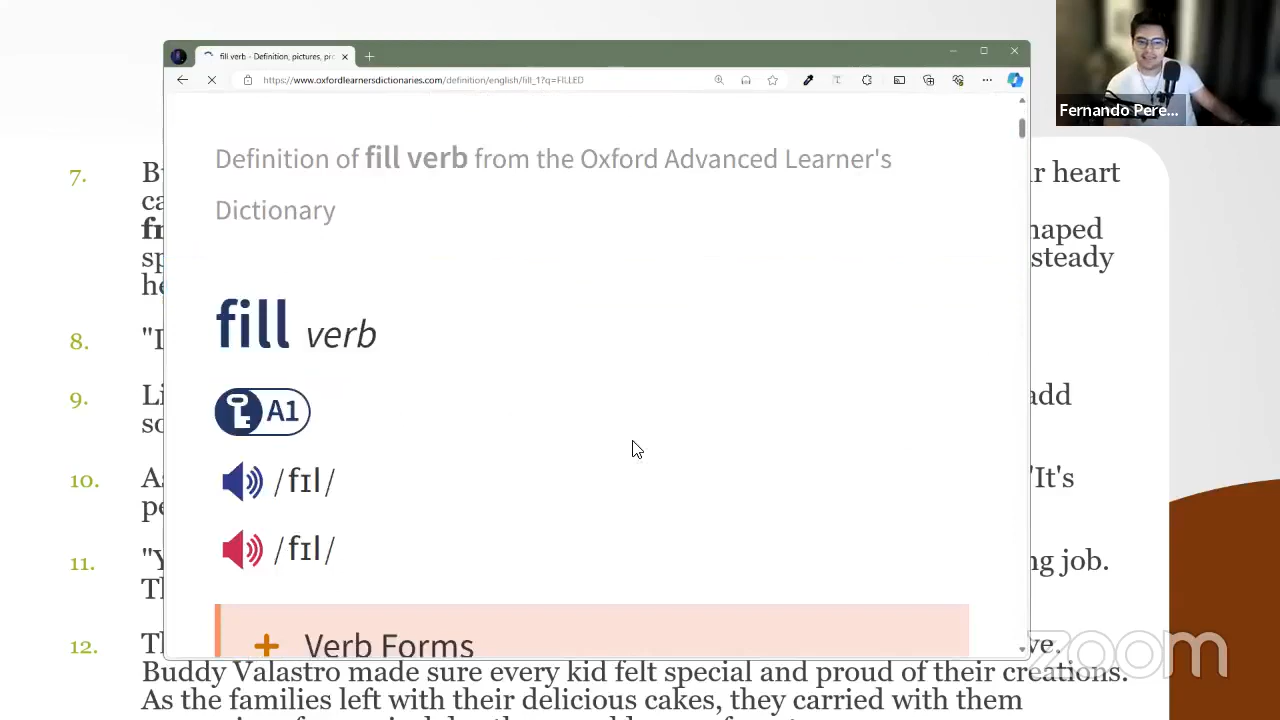 fill verb - Definition, pictures, pr
https://www.oxfordlearnersdictionaries.com/definition/english/fill_1?q=FILLED
Fernando Pere...
Definition of fill verb from the Oxford Advanced Learner's
Dictionary
fill verb
A1
/fɪl/
/fɪl/
+ Verb Forms
7.
heart
steady
8.
9.
add
10.
"It's
11.
job.
12.
Buddy Valastro made sure every kid felt special and proud of their creations.
As the families left with their delicious cakes, they carried with them
zoom